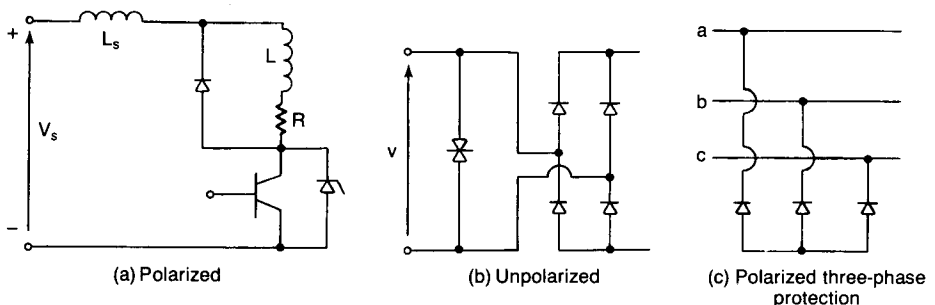 +
Lₛ
L
R
Vₛ
–
(a) Polarized
v
(b) Unpolarized
a
b
c
(c) Polarized three-phase
protection